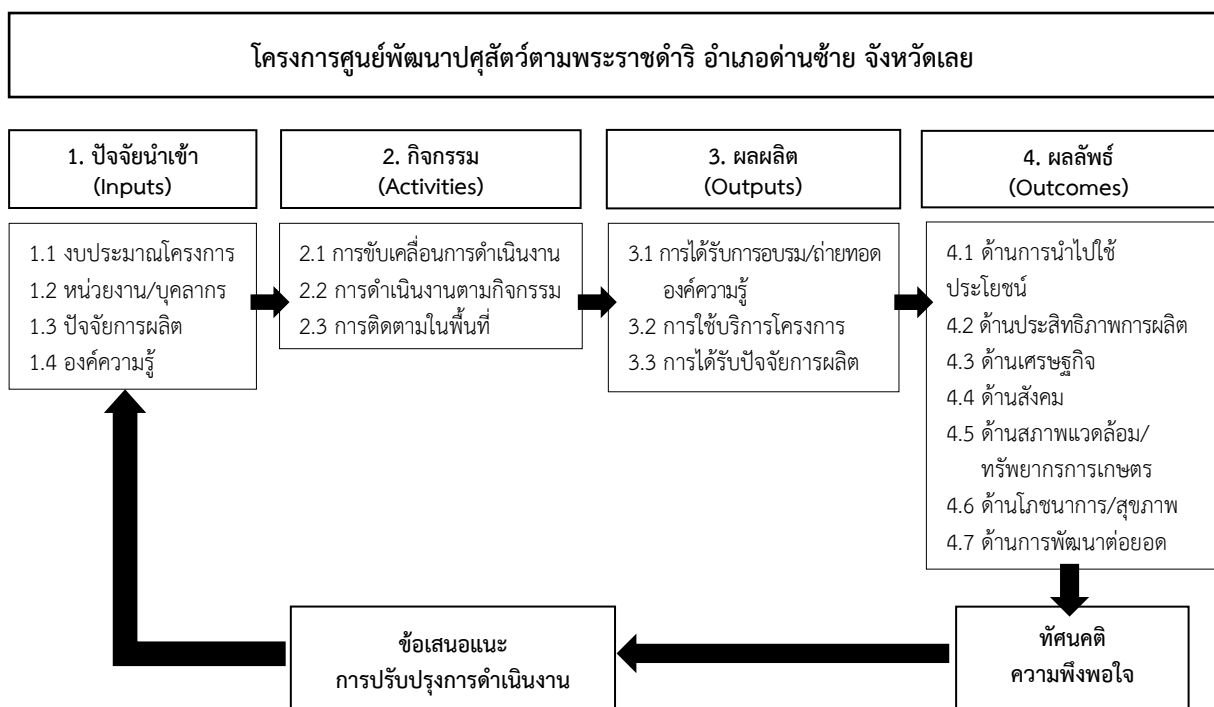 โครงการศูนย์พัฒนาปศุสัตว์ตามพระราชดำริ อำเภอด่านซ้าย จังหวัดเลย
1. ปัจจัยนำเข้า
(Inputs)
1.1 งบประมาณโครงการ
1.2 หน่วยงาน/บุคลากร
1.3 ปัจจัยการผลิต
1.4 องค์ความรู้
2. กิจกรรม
(Activities)
2.1 การขับเคลื่อนการดำเนินงาน
2.2 การดำเนินงานตามกิจกรรม
2.3 การติดตามในพื้นที่
3. ผลผลิต
(Outputs)
3.1 การได้รับการอบรม/ถ่ายทอด
องค์ความรู้
3.2 การใช้บริการโครงการ
3.3 การได้รับปัจจัยการผลิต
4. ผลลัพธ์
(Outcomes)
4.1 ด้านการนำไปใช้
ประโยชน์
4.2 ด้านประสิทธิภาพการผลิต
4.3 ด้านเศรษฐกิจ
4.4 ด้านสังคม
4.5 ด้านสภาพแวดล้อม/
ทรัพยากรการเกษตร
4.6 ด้านโภชนาการ/สุขภาพ
4.7 ด้านการพัฒนาต่อยอด
ทัศนคติ
ความพึงพอใจ
ข้อเสนอแนะ
การปรับปรุงการดำเนินงาน